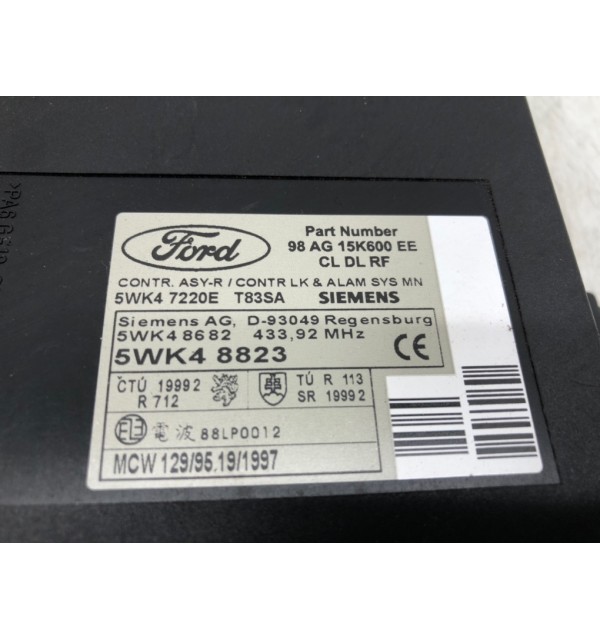 Ford
Part Number
98 AG 15K600 EE
CL DL RF
CONTR. ASY-R / CONTR LK & ALAM SYS MN
5WK4 7220E T83SA SIEMENS
Siemens AG, D-93049 Regensburg
5WK4 8682 433,92 MHz
5WK4 8823
CE
ČTÚ 1999 2
R 712
TÚ R 113
SR 1999 2
電波 88LP0012
MCW 129/95.19/1997